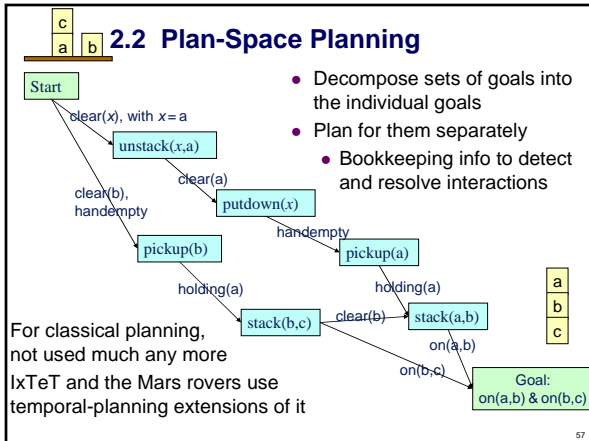 c
a b
2.2 Plan-Space Planning
Start
clear(x), with x = a
unstack(x,a)
clear(a)
putdown(x)
handempty
clear(b),
handempty
pickup(b)
pickup(a)
holding(a)
holding(a)
stack(b,c)
clear(b)
stack(a,b)
on(a,b)
on(b,c)
Goal:
on(a,b) & on(b,c)
• Decompose sets of goals into
the individual goals
• Plan for them separately
• Bookkeeping info to detect
and resolve interactions
a
b
c
For classical planning,
not used much any more
IxTeT and the Mars rovers use
temporal-planning extensions of it
57